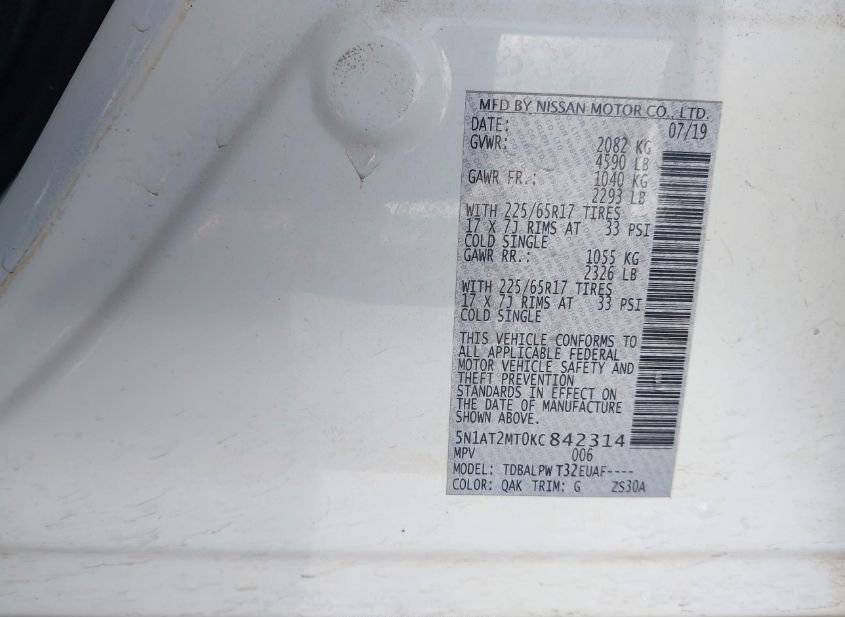 MFD BY NISSAN MOTOR CO., LTD.
DATE: 07/19
GVWR: 2082 KG
4590 LB
GAWR FR.: 1040 KG
2293 LB
WITH 225/65R17 TIRES
17 X 7J RIMS AT 33 PSI
COLD SINGLE
GAWR RR.: 1055 KG
2326 LB
WITH 225/65R17 TIRES
17 X 7J RIMS AT 33 PSI
COLD SINGLE
THIS VEHICLE CONFORMS TO
ALL APPLICABLE FEDERAL
MOTOR VEHICLE SAFETY AND
THEFT PREVENTION
STANDARDS IN EFFECT ON
THE DATE OF MANUFACTURE
SHOWN ABOVE.
5N1AT2MT0KC842314
MPV 006
MODEL: TDBALPW T32EUAF----
COLOR: QAK TRIM: G ZS30A